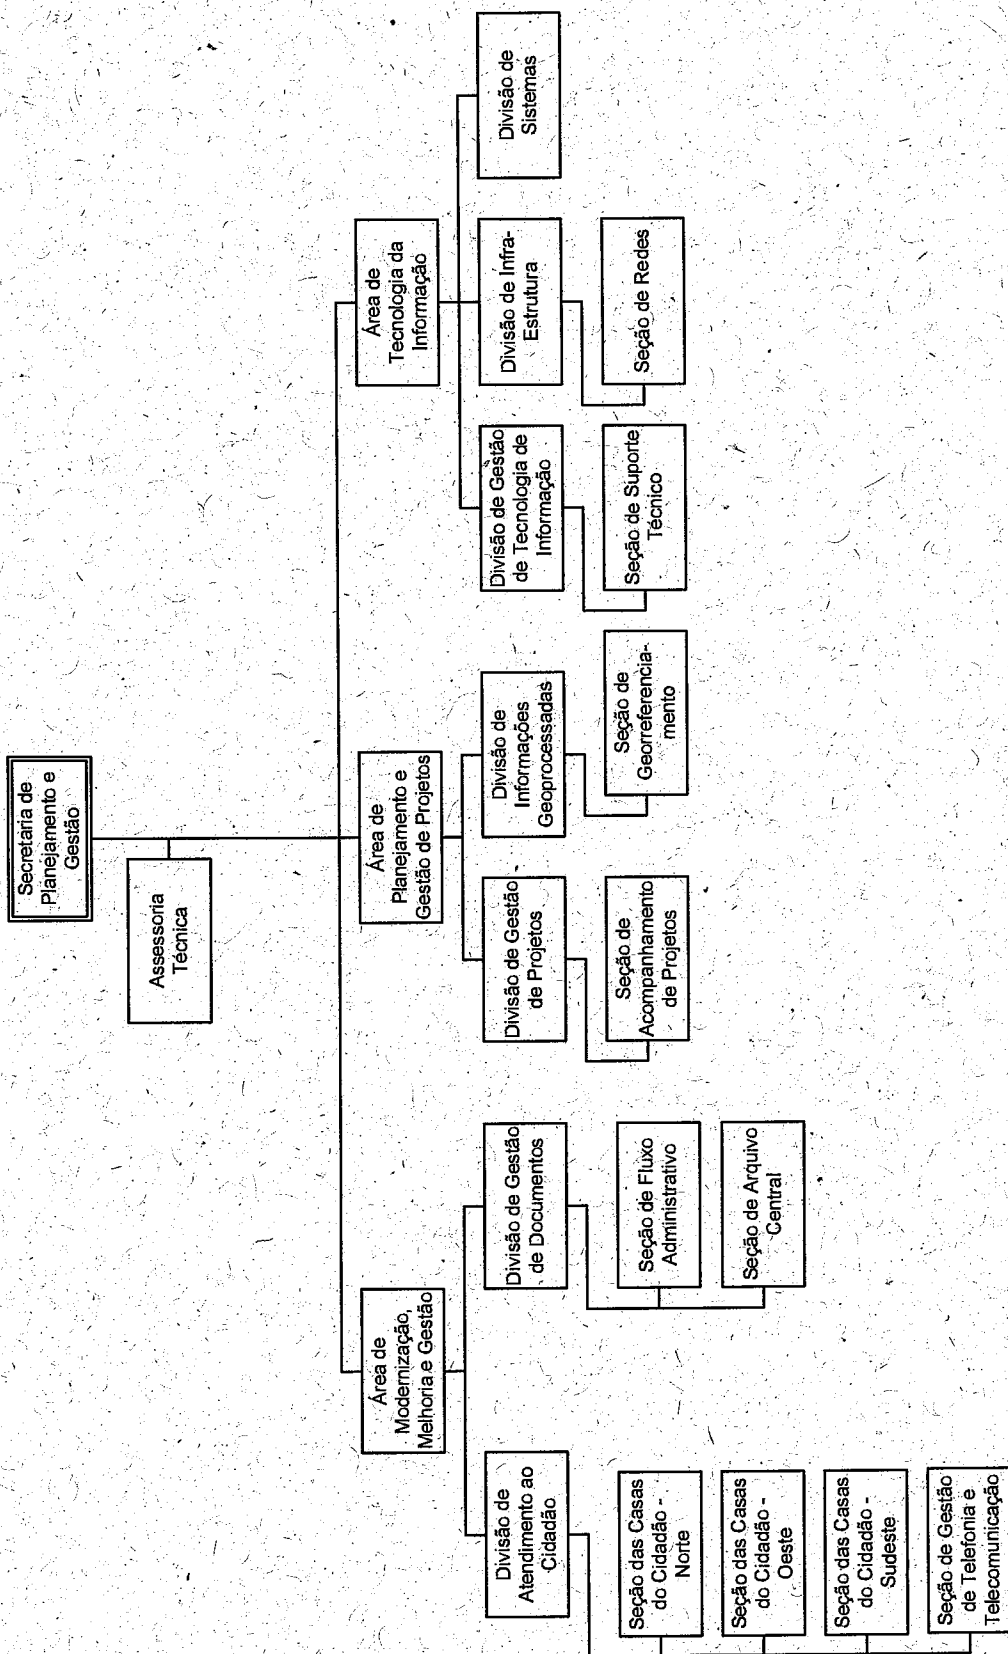 Secretaria de
Planejamento e
Gestão
Assessoria
Técnica
Área de
Modernização,
Melhoria e Gestão
Área de
Planejamento e
Gestão de Projetos
Área de
Tecnologia da
Informação
Divisão de
Atendimento ao
Cidadão
Divisão de Gestão
de Documentos
Divisão de Gestão
de Projetos
Divisão de
Informações
Geoprocessadas
Divisão de Gestão
de Tecnologia de
Informação
Divisão de Infra-
Estrutura
Divisão de
Sistemas
Seção das Casas
do Cidadão -
Norte
Seção das Casas
do Cidadão -
Oeste
Seção das Casas
do Cidadão -
Sudeste
Seção de Gestão
de Telefonia e
Telecomunicação
Seção de Fluxo
Administrativo
Seção de Arquivo
Central
Seção de
Acompanhamento
de Projetos
Seção de
Georreferencia-
mento
Seção de Suporte
Técnico
Seção de Redes